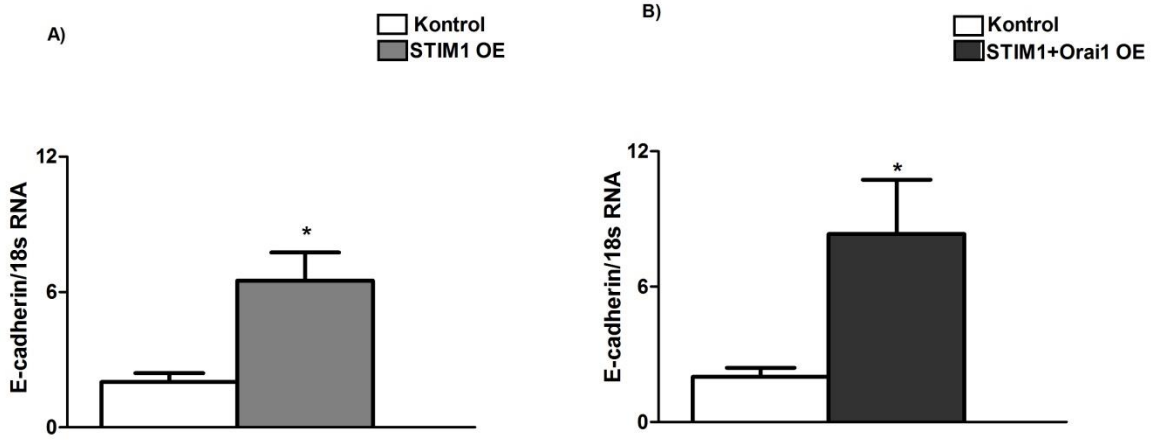 A)
Kontrol
STIM1 OE
E-cadherin/18s RNA
12
*
6
0
B)
Kontrol
STIM1+Orai1 OE
E-cadherin/18s RNA
12
*
6
0